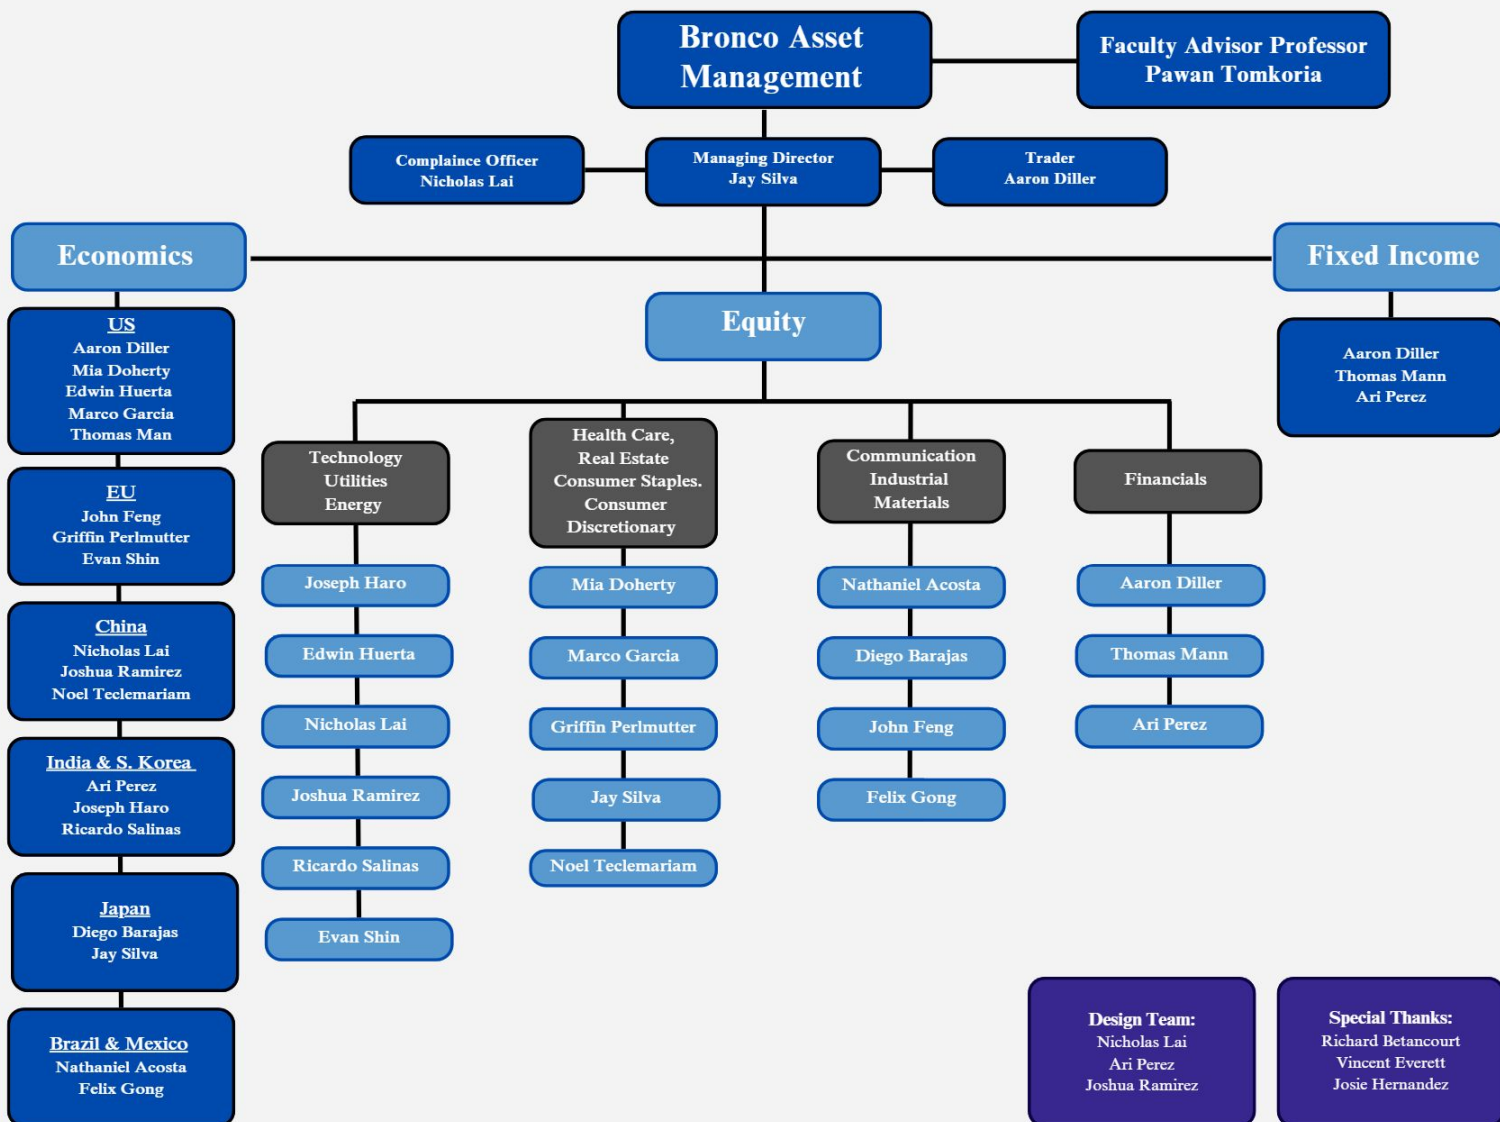 Bronco Asset
Management
Faculty Advisor Professor
Pawan Tomkoria
Complaince Officer
Nicholas Lai
Managing Director
Jay Silva
Trader
Aaron Diller
Economics
Fixed Income
Equity
US
Aaron Diller
Mia Doherty
Edwin Huerta
Marco Garcia
Thomas Man
EU
John Feng
Griffin Perlmutter
Evan Shin
China
Nicholas Lai
Joshua Ramirez
Noel Teclemariam
India & S. Korea
Ari Perez
Joseph Haro
Ricardo Salinas
Japan
Diego Barajas
Jay Silva
Brazil & Mexico
Nathaniel Acosta
Felix Gong
Technology
Utilities
Energy
Joseph Haro
Edwin Huerta
Nicholas Lai
Joshua Ramirez
Ricardo Salinas
Evan Shin
Health Care,
Real Estate
Consumer Staples.
Consumer
Discretionary
Mia Doherty
Marco Garcia
Griffin Perlmutter
Jay Silva
Noel Teclemariam
Communication
Industrial
Materials
Nathaniel Acosta
Diego Barajas
John Feng
Felix Gong
Financials
Aaron Diller
Thomas Mann
Ari Perez
Aaron Diller
Thomas Mann
Ari Perez
Design Team:
Nicholas Lai
Ari Perez
Joshua Ramirez
Special Thanks:
Richard Betancourt
Vincent Everett
Josie Hernandez